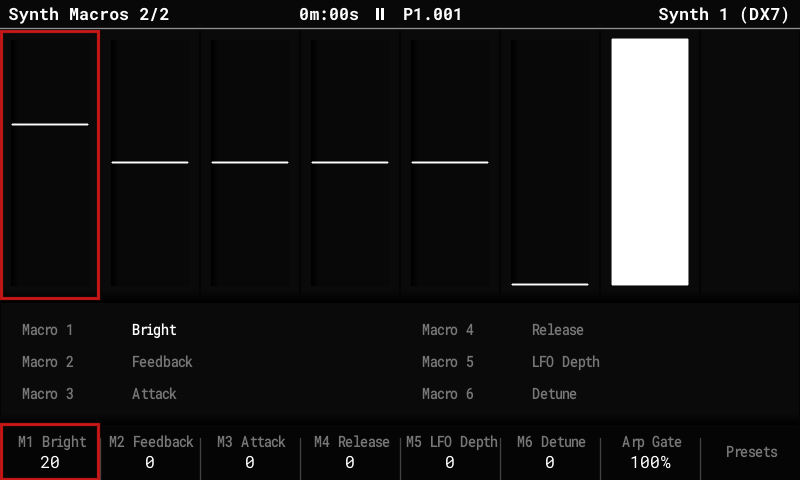 Synth Macros 2/2 0m:00s P1.001 Synth 1 (DX7)
Macro 1 Bright Macro 4 Release
Macro 2 Feedback Macro 5 LFO Depth
Macro 3 Attack Macro 6 Detune
M1 Bright M2 Feedback M3 Attack M4 Release M5 LFO Depth M6 Detune Arp Gate Presets
20 0 0 0 0 0 100%